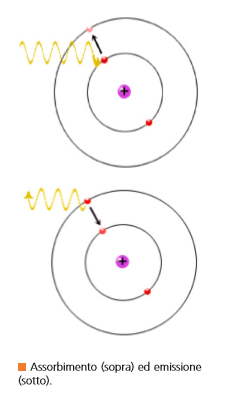 +
+
Assorbimento (sopra) ed emissione
(sotto).